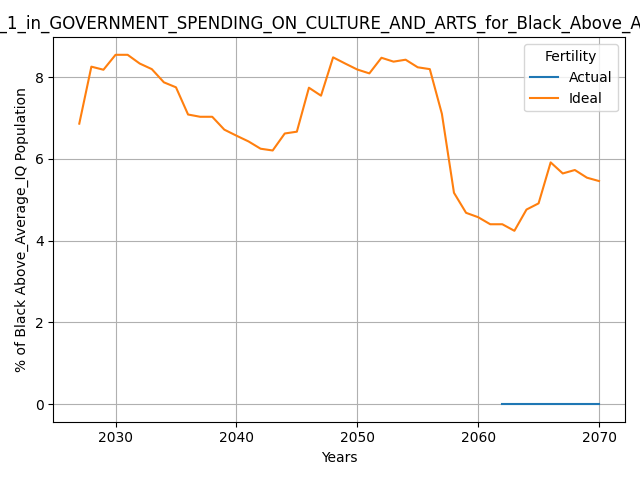 _1_in_GOVERNMENT_SPENDING_ON_CULTURE_AND_ARTS_for_Black_Above_A
Fertility
Actual
Ideal
% of Black Above_Average_IQ Population
8
6
4
2
0
2030 2040 2050 2060 2070
Years